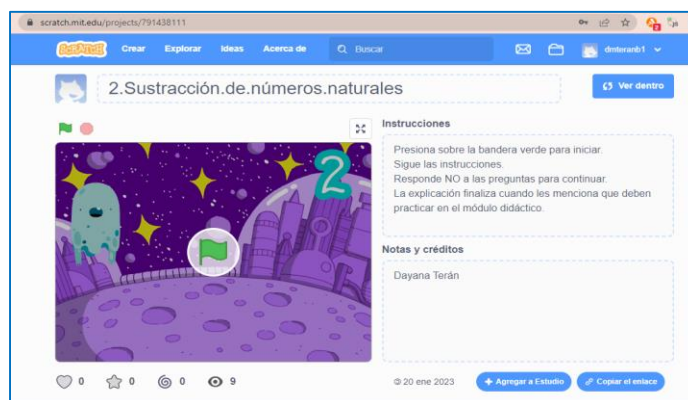 scratch.mit.edu/projects/791438111
SCRATCH Crear Explorar Ideas Acerca de Buscar dmteranb1
2.Sustracción.de.números.naturales
Ver dentro
Instrucciones
Presiona sobre la bandera verde para iniciar.
Sigue las instrucciones.
Responde NO a las preguntas para continuar.
La explicación finaliza cuando les menciona que deben
practicar en el módulo didáctico.
2
Notas y créditos
Dayana Terán
0 0 0 9
© 20 ene 2023
Agregar a Estudio
Copiar el enlace